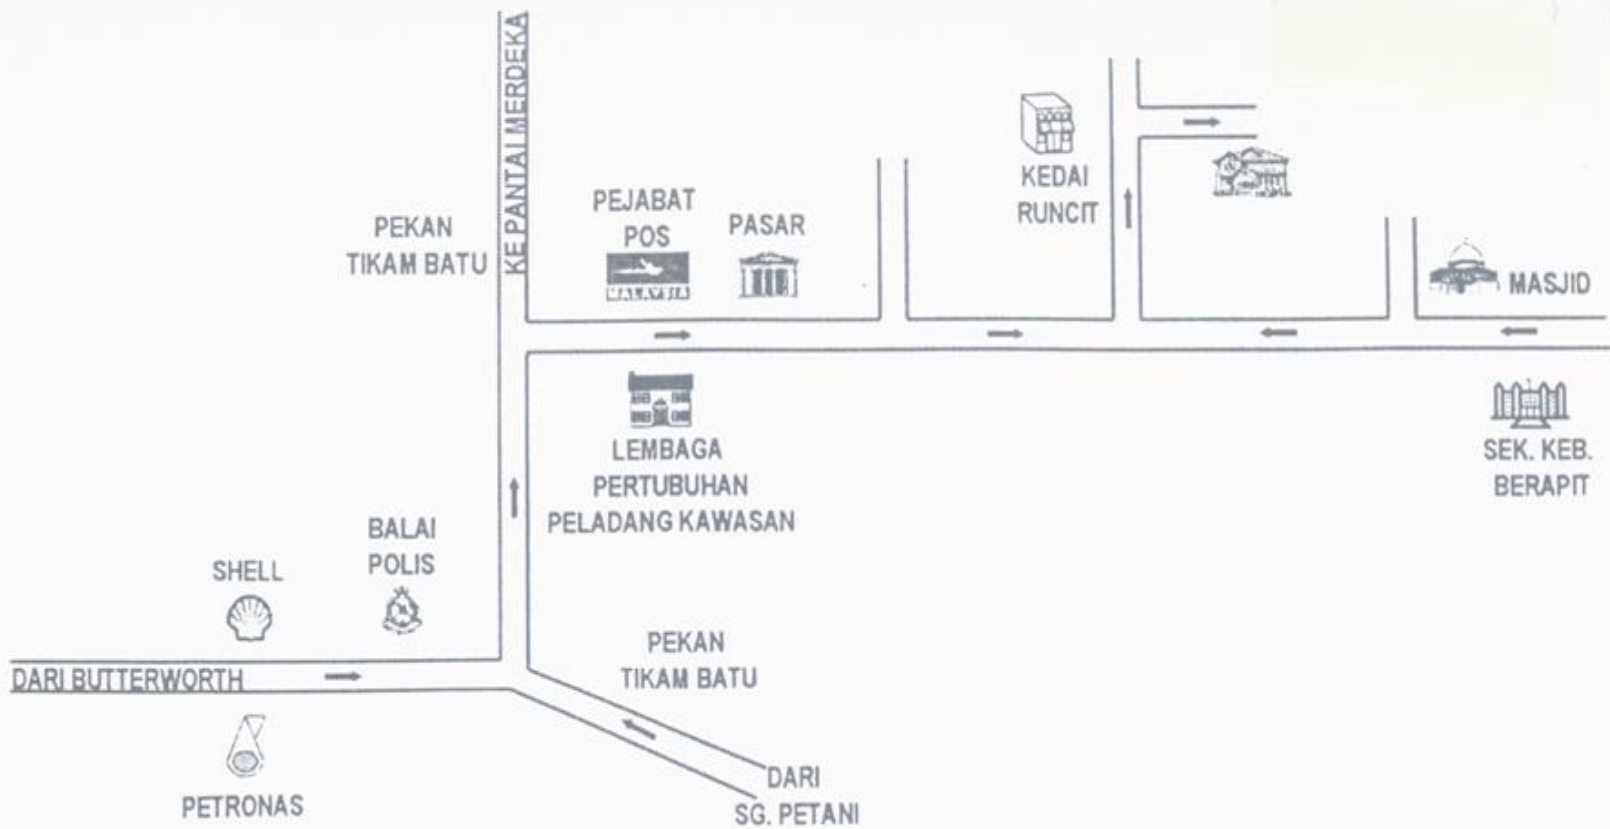 KE PANTAI MERDEKA
PEKAN
TIKAM BATU
PEJABAT
POS
MALAYSIA
PASAR
KEDAI
RUNCIT
MASJID
LEMBAGA
PERTUBUHAN
PELADANG KAWASAN
SEK. KEB.
BERAPIT
BALAI
POLIS
SHELL
DARI BUTTERWORTH
PEKAN
TIKAM BATU
PETRONAS
DARI
SG. PETANI